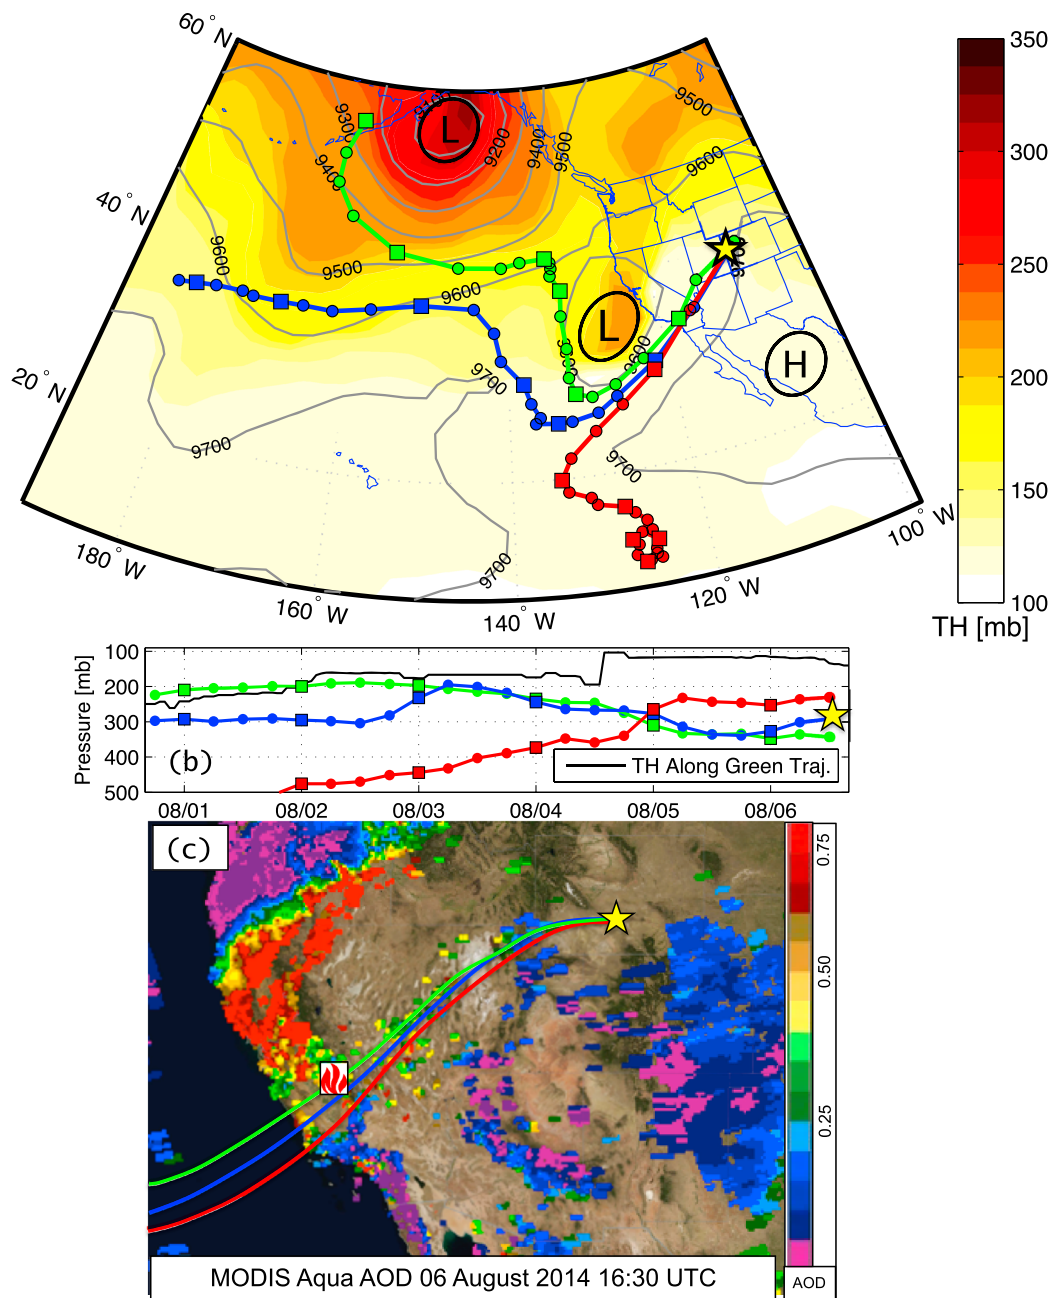 60° N
40° N
20° N
180° W
160° W
140° W
120° W
100° W
9300
9100
9200
9400
9400
9500
9500
9600
9600
9500
9600
9600
9700
9700
9700
9700
L
L
H
350
300
250
200
150
100
TH [mb]
Pressure [mb]
100
200
300
400
500
(b)
TH Along Green Traj.
08/01
08/02
08/03
08/04
08/05
08/06
(c)
0.75
0.50
0.25
AOD
MODIS Aqua AOD 06 August 2014 16:30 UTC